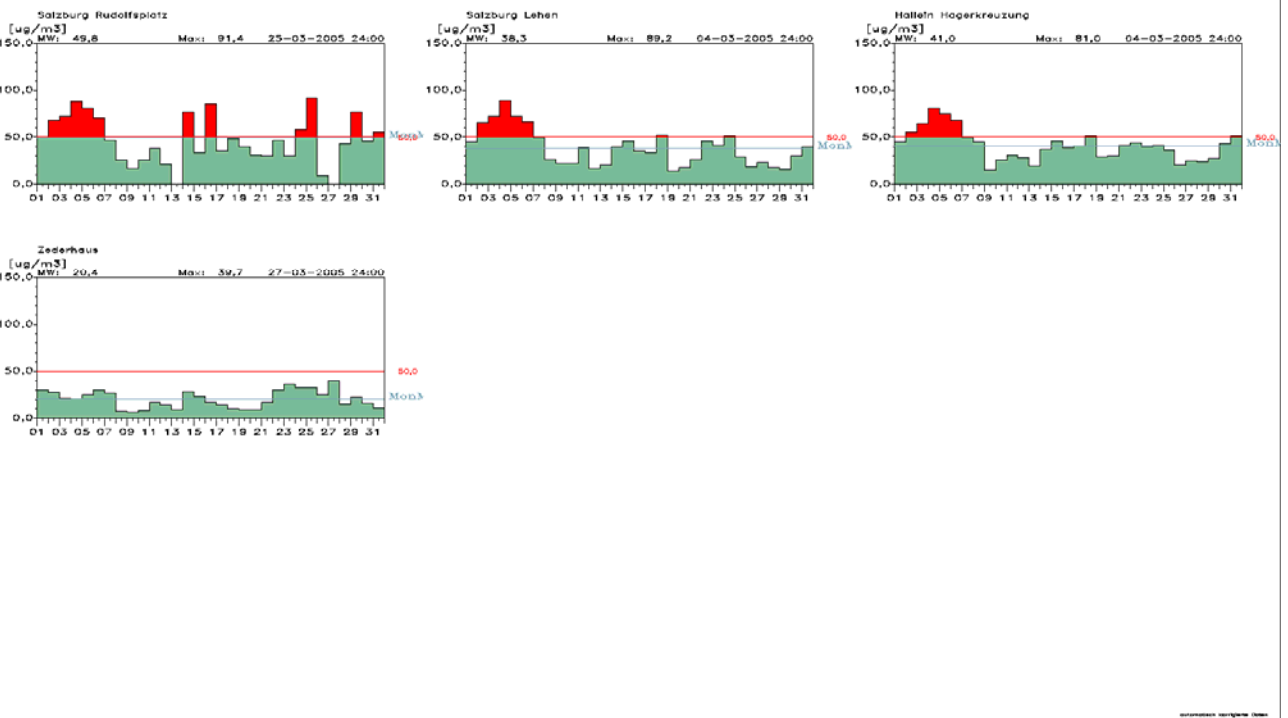 Salzburg Rudolfsplatz
[ug/m3]
MW: 49,8 Max: 91,4 25-03-2005 24:00
150,0
100,0
50,0
50,0
0,0
01 03 05 07 09 11 13 15 17 19 21 23 25 27 29 31
Salzburg Lehen
[ug/m3]
MW: 38,3 Max: 89,2 04-03-2005 24:00
150,0
100,0
50,0
50,0
MonM
0,0
01 03 05 07 09 11 13 15 17 19 21 23 25 27 29 31
Hallein Hagerkreuzung
[ug/m3]
MW: 41,0 Max: 81,0 04-03-2005 24:00
150,0
100,0
50,0
50,0
MonM
0,0
01 03 05 07 09 11 13 15 17 19 21 23 25 27 29 31
Zederhaus
[ug/m3]
MW: 20,4 Max: 39,7 27-03-2005 24:00
150,0
100,0
50,0
50,0
MonM
0,0
01 03 05 07 09 11 13 15 17 19 21 23 25 27 29 31